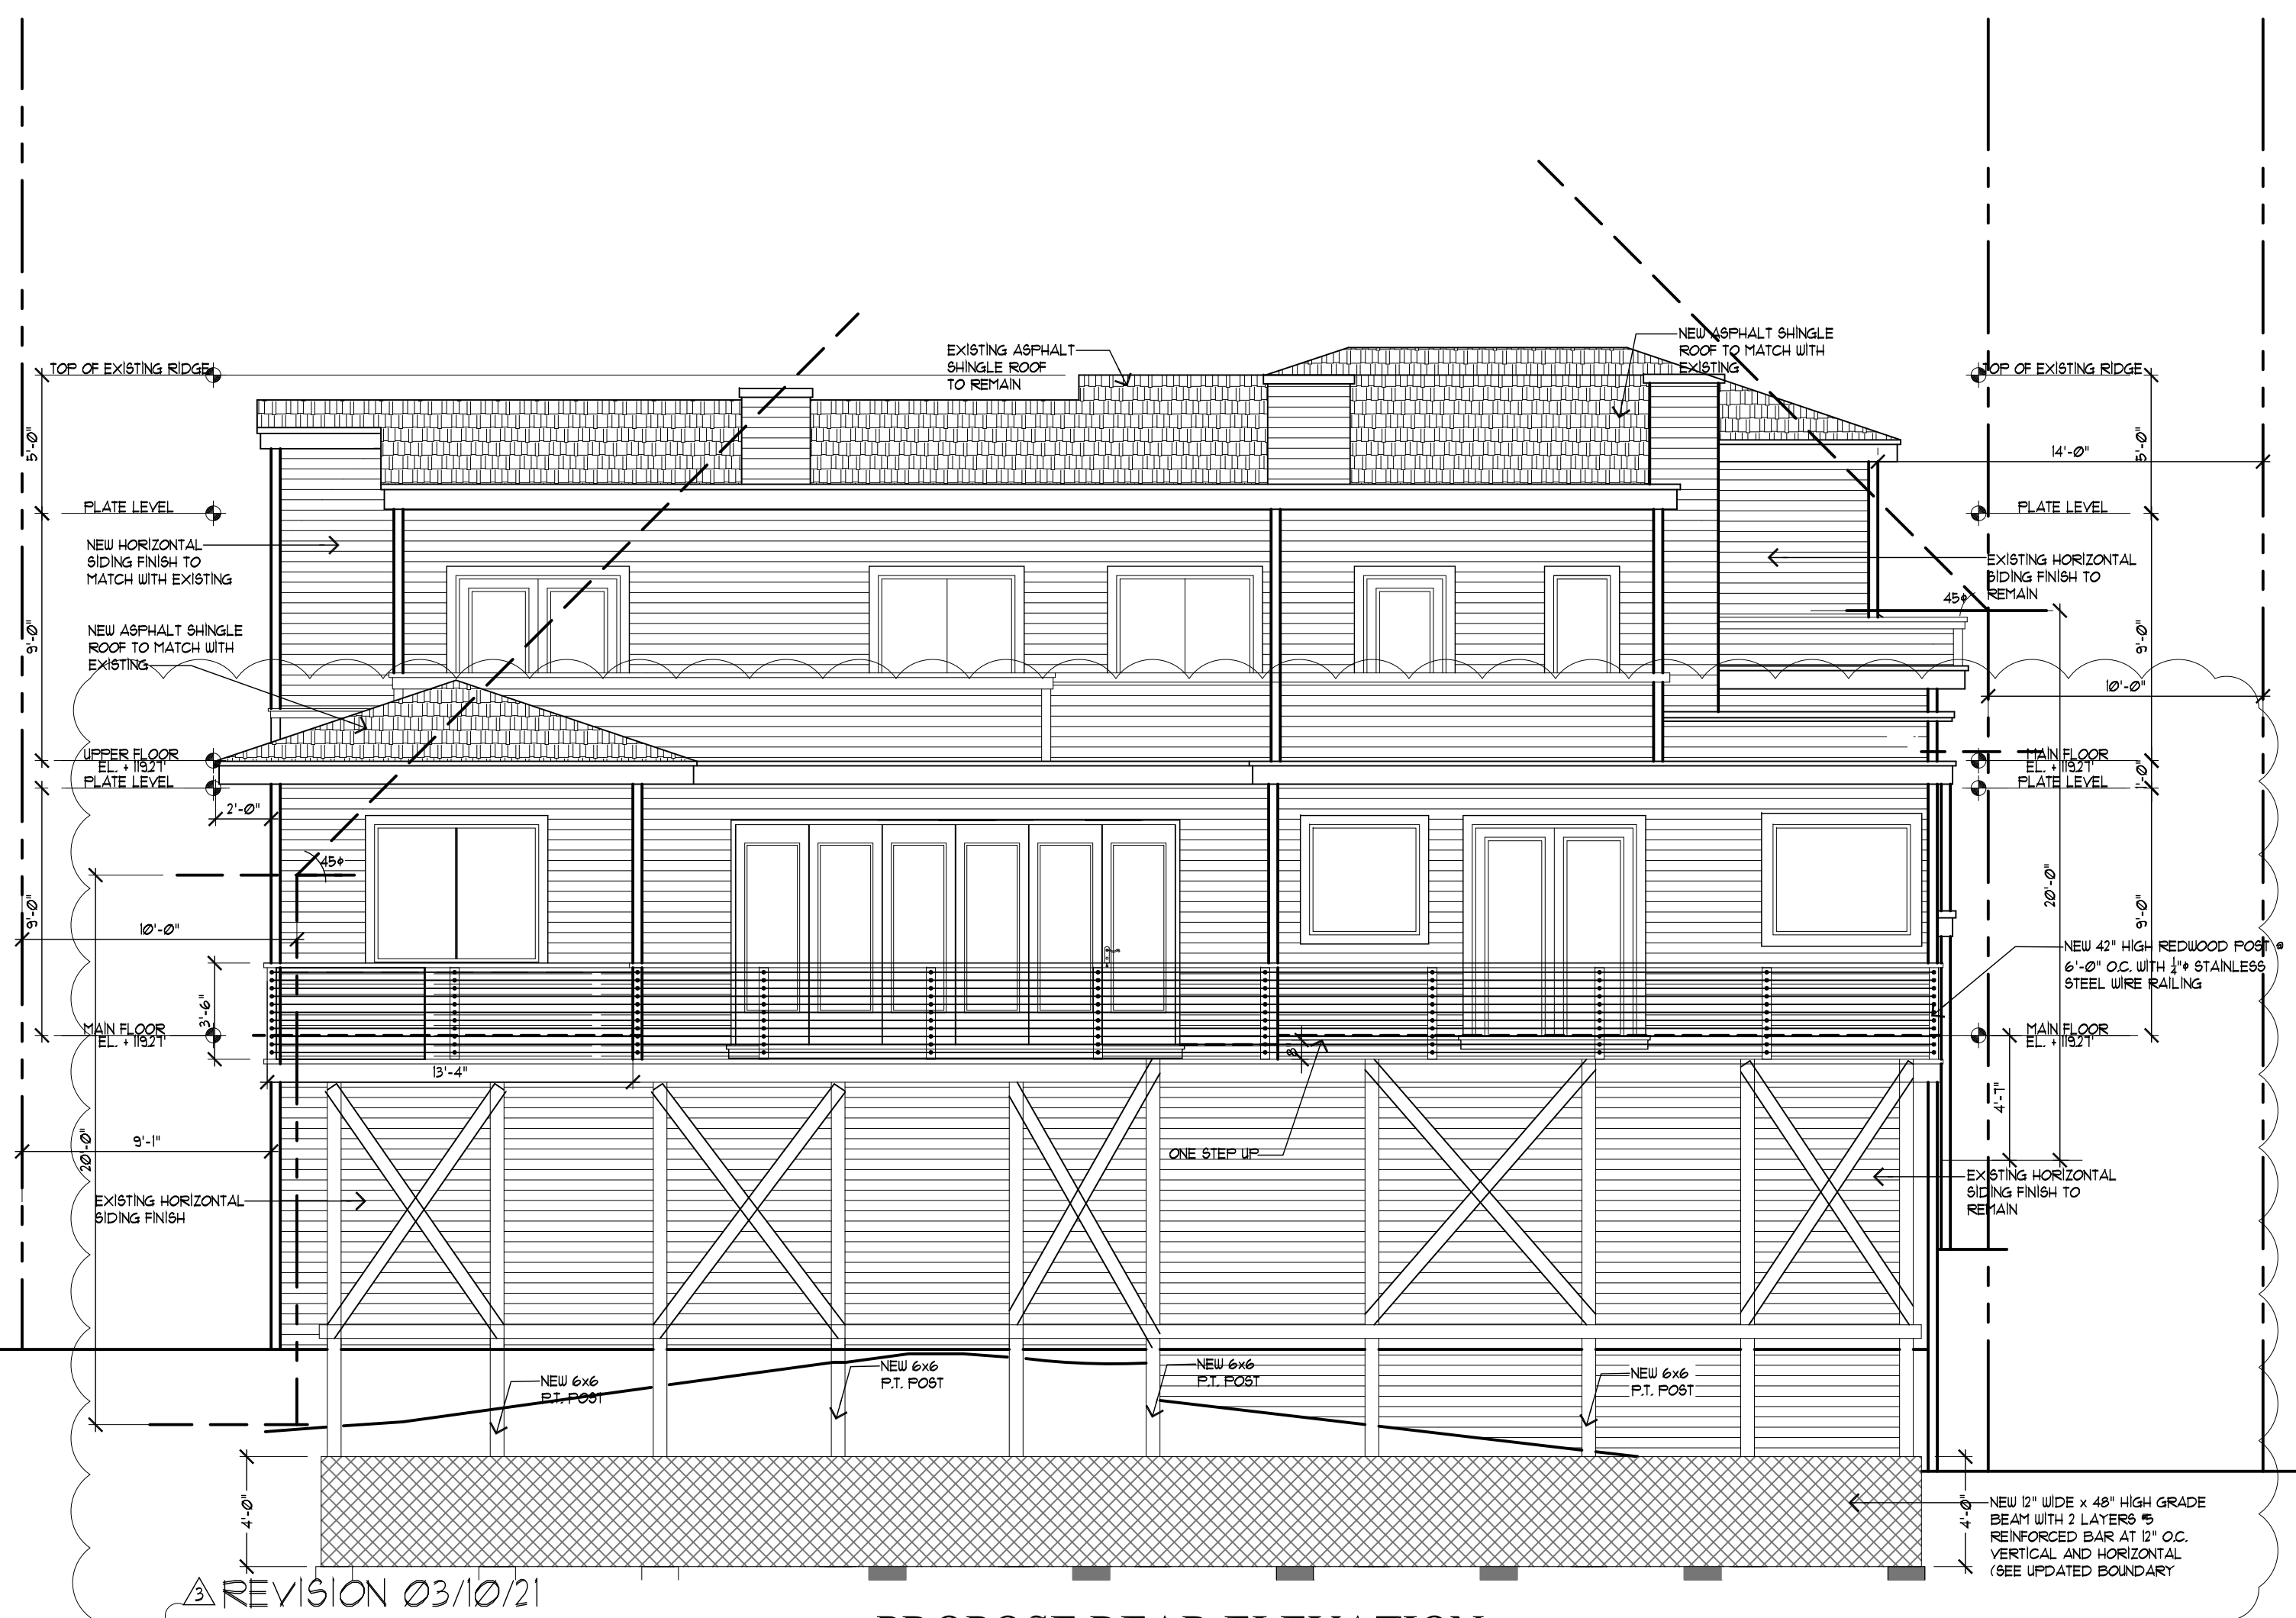 EXISTING ASPHALT
SHINGLE ROOF
TO REMAIN
NEW ASPHALT SHINGLE
ROOF TO MATCH WITH
EXISTING
TOP OF EXISTING RIDGE
TOP OF EXISTING RIDGE
5'-0"
5'-0"
14'-0"
PLATE LEVEL
PLATE LEVEL
NEW HORIZONTAL
SIDING FINISH TO
MATCH WITH EXISTING
EXISTING HORIZONTAL
SIDING FINISH TO
REMAIN
45°
9'-0"
9'-0"
NEW ASPHALT SHINGLE
ROOF TO MATCH WITH
EXISTING
10'-0"
UPPER FLOOR
EL. + 119.27'
PLATE LEVEL
MAIN FLOOR
EL. + 119.27'
PLATE LEVEL
1'-0"
2'-0"
45°
9'-0"
20'-0"
9'-0"
10'-0"
NEW 42" HIGH REDWOOD POST @
6'-0" O.C. WITH ¼"φ STAINLESS
STEEL WIRE RAILING
3'-6"
MAIN FLOOR
EL. + 119.27'
MAIN FLOOR
EL. + 119.27'
8"
13'-4"
4'-7"
20'-0"
9'-1"
ONE STEP UP
EXISTING HORIZONTAL
SIDING FINISH
EXISTING HORIZONTAL
SIDING FINISH TO
REMAIN
NEW 6x6
P.T. POST
NEW 6x6
P.T. POST
NEW 6x6
P.T. POST
NEW 6x6
P.T. POST
4'-0"
4'-0"
NEW 12" WIDE x 48" HIGH GRADE
BEAM WITH 2 LAYERS #5
REINFORCED BAR AT 12" O.C.
VERTICAL AND HORIZONTAL
(SEE UPDATED BOUNDARY
3 REVISION 03/10/21
PROPOSE REAR ELEVATION